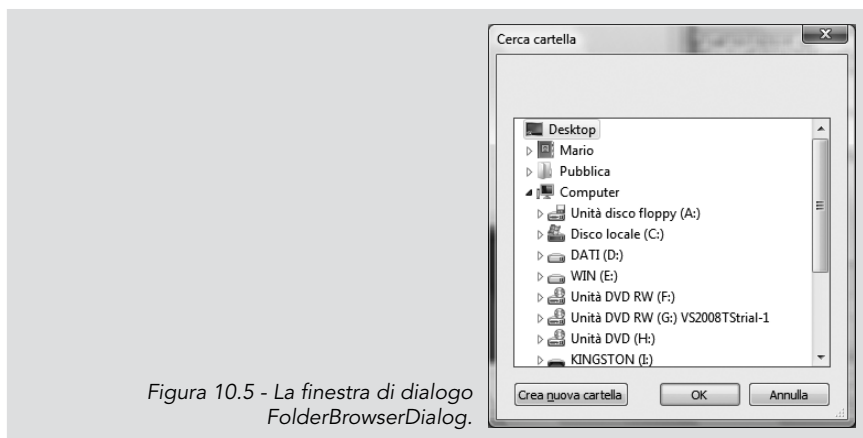 Cerca cartella
Desktop
Mario
Pubblica
Computer
Unità disco floppy (A:)
Disco locale (C:)
DATI (D:)
WIN (E:)
Unità DVD RW (F:)
Unità DVD RW (G:) VS2008TStrial-1
Unità DVD (H:)
KINGSTON (I:)
Crea nuova cartella
OK
Annulla
Figura 10.5 - La finestra di dialogo
FolderBrowserDialog.